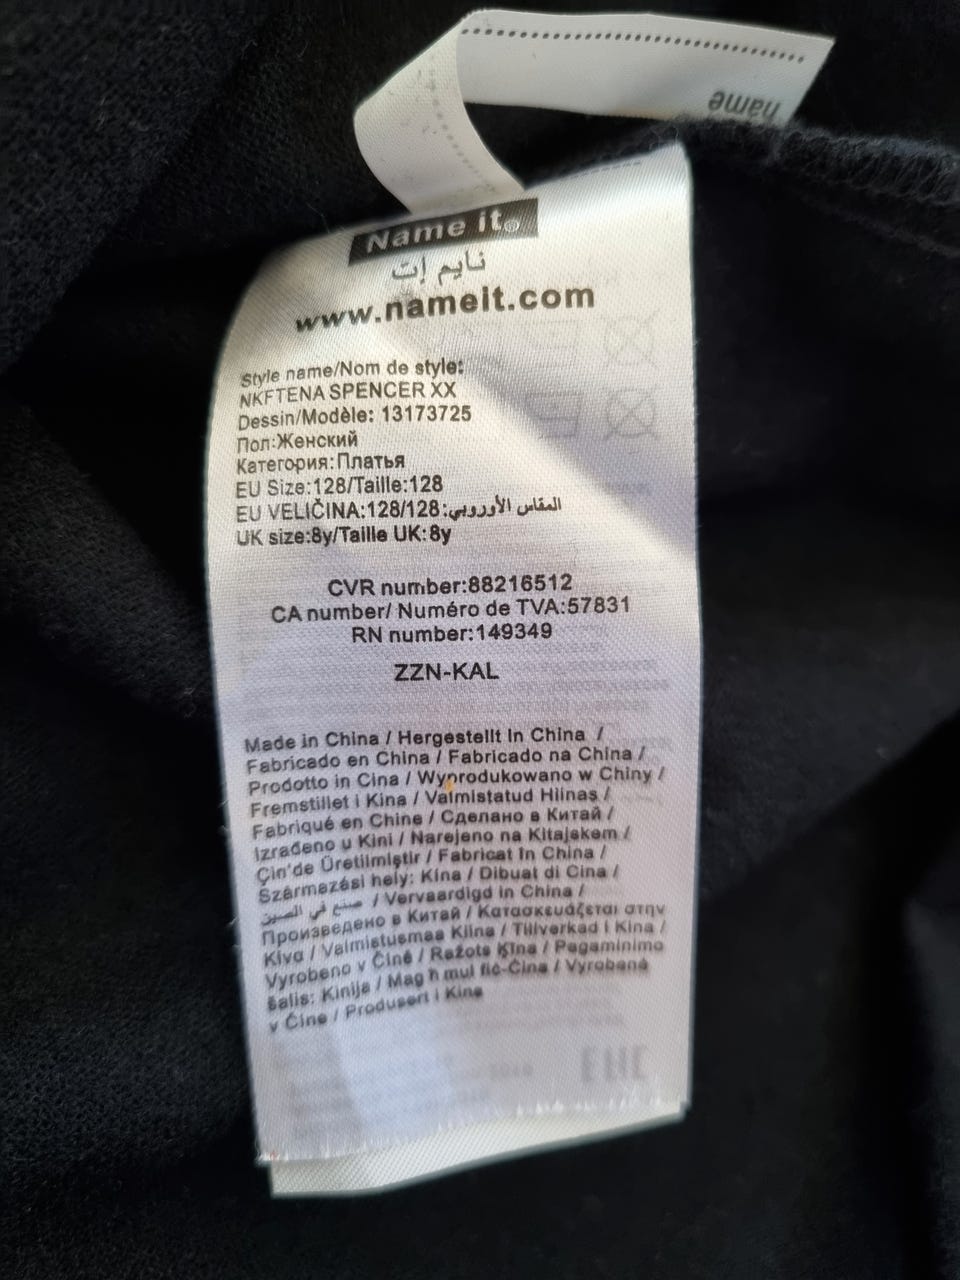 name
Name it®
نايم إت
www.nameit.com
Style name/Nom de style:
NKFTENA SPENCER XX
Dessin/Modèle: 13173725
Пол:Женский
Категория:Платья
EU Size:128/Taille:128
EU VELIČINA:128/128:المقاس الأوروبي
UK size:8y/Taille UK:8y
CVR number:88216512
CA number/ Numéro de TVA:57831
RN number:149349
ZZN-KAL
Made in China / Hergestellt In China /
Fabricado en China / Fabricado na China /
Prodotto in Cina / Wyprodukowano w Chiny /
Fremstillet i Kina / Valmistatud Hiinas /
Fabriqué en Chine / Сделано в Китай /
Izrađeno u Kini / Narejeno na Kitajskem /
Çin'de Üretilmiştir / Fabricat în China /
Származási hely: Kína / Dibuat di Cina /
صنع في الصين / Vervaardigd in China /
Произведено в Китай / Κατασκευάζεται στην
Κίνα / Valmistusmaa Kiina / Tillverkad i Kina /
Vyrobeno v Číně / Ražots Ķīna / Pagaminimo
šalis: Kinija / Mag ħ mul fiċ-Ċina / Vyrobené
v Číne / Produsert i Kina
EHC